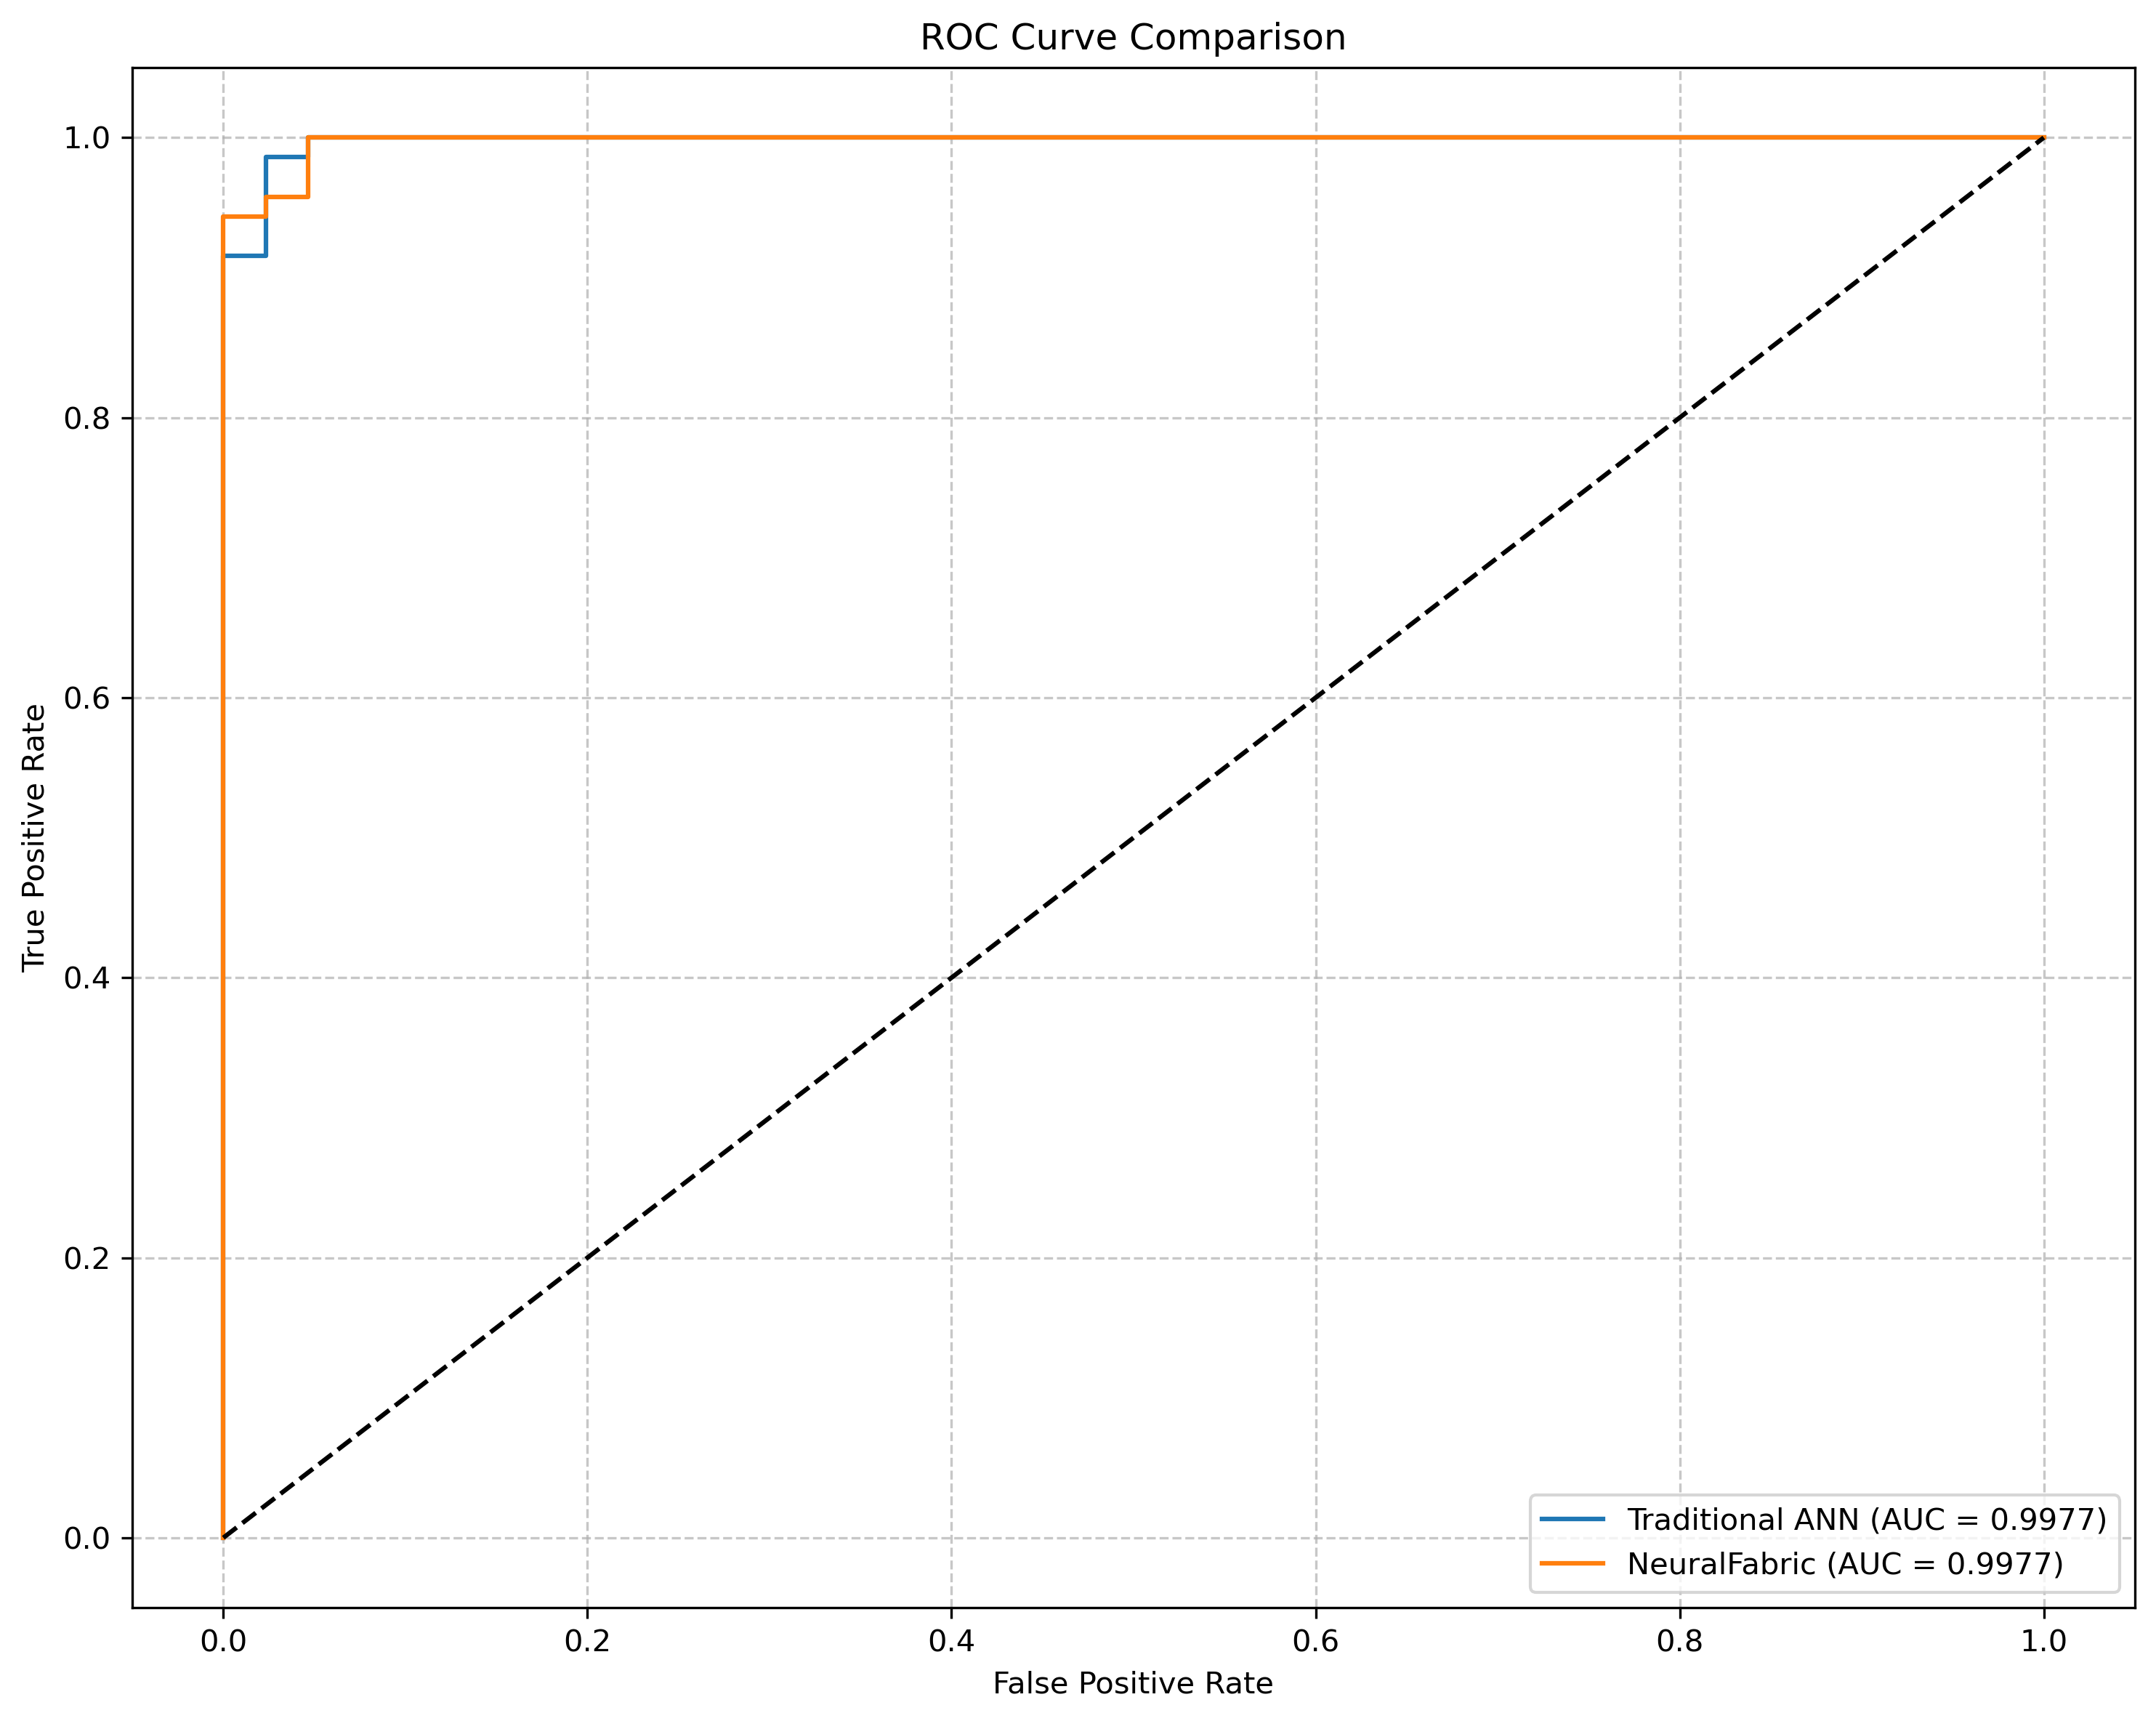 ROC Curve Comparison
True Positive Rate
1.0
0.8
0.6
0.4
0.2
0.0
Traditional ANN (AUC = 0.9977)
NeuralFabric (AUC = 0.9977)
0.0 0.2 0.4 0.6 0.8 1.0
False Positive Rate